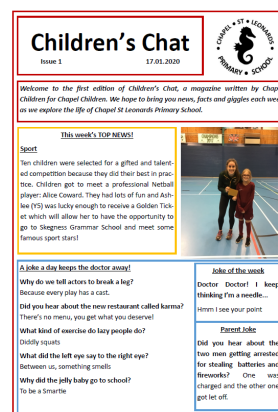 Children's Chat
Issue 1 17.01.2020
CHAPEL • ST • LEONARDS
PRIMARY • SCHOOL
Welcome to the first edition of Children's Chat, a magazine written by Chap
Children for Chapel Children. We hope to bring you news, facts and giggles each wee
as we explore the life of Chapel St Leonards Primary School.
This week's TOP NEWS!
Sport
Ten children were selected for a gifted and talent-
ed competition because they did their best in prac-
tice. Children got to meet a professional Netball
player: Alice Coward. They had lots of fun and Ash-
lee (Y5) was lucky enough to receive a Golden Tick-
et which will allow her to have the opportunity to
go to Skegness Grammar School and meet some
famous sport stars!
A joke a day keeps the doctor away!
Why do we tell actors to break a leg?
Because every play has a cast.
Did you hear about the new restaurant called karma?
There's no menu, you get what you deserve!
What kind of exercise do lazy people do?
Diddly squats
What did the left eye say to the right eye?
Between us, something smells
Why did the jelly baby go to school?
To be a Smartie
Joke of the week
Doctor Doctor! I keep
thinking I'm a needle...
Hmm I see your point
Parent Joke
Did you hear about the
two men getting arrested
for stealing batteries and
fireworks? One was
charged and the other one
got let off.